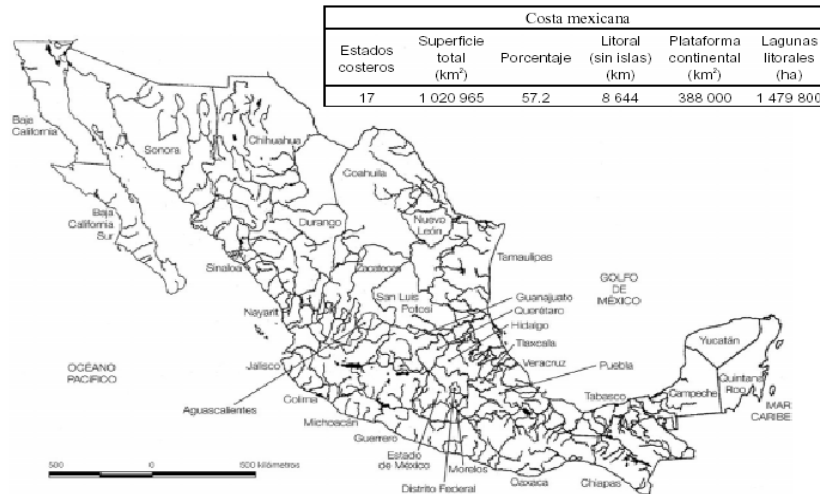 Costa mexicana
Estados costeros Superficie total (km²) Porcentaje Litoral (sin islas) (km) Plataforma continental (km²) Lagunas litorales (ha)
17 1 020 965 57.2 8 644 388 000 1 479 800
Baja California
Sonora
Chihuahua
Coahuila
Baja California Sur
Sinaloa
Durango
Nuevo León
Zacatecas
Tamaulipas
San Luis Potosí
GOLFO DE MÉXICO
Nayarit
Guanajuato
Querétaro
Hidalgo
Tlaxcala
Veracruz
Puebla
Yucatán
Quintana Roo
Campeche
Tabasco
MAR CARIBE
OCÉANO PACIFICO
Jalisco
Aguascalientes
Colima
Michoacán
Guerrero
Estado de México
Morelos
Distrito Federal
Oaxaca
Chiapas
500 0 500 kilómetros